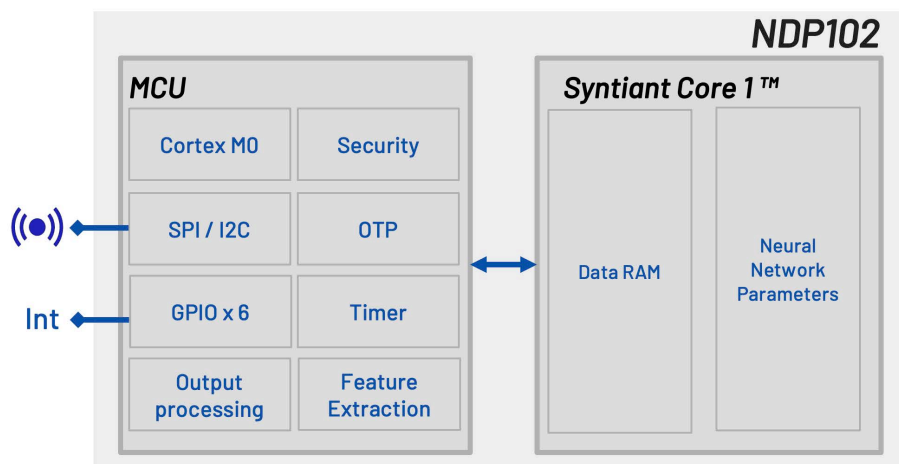 NDP102
MCU
Syntiant Core 1™
Cortex M0
Security
SPI / I2C
OTP
GPIO x 6
Timer
Output
processing
Feature
Extraction
Int
Data RAM
Neural
Network
Parameters